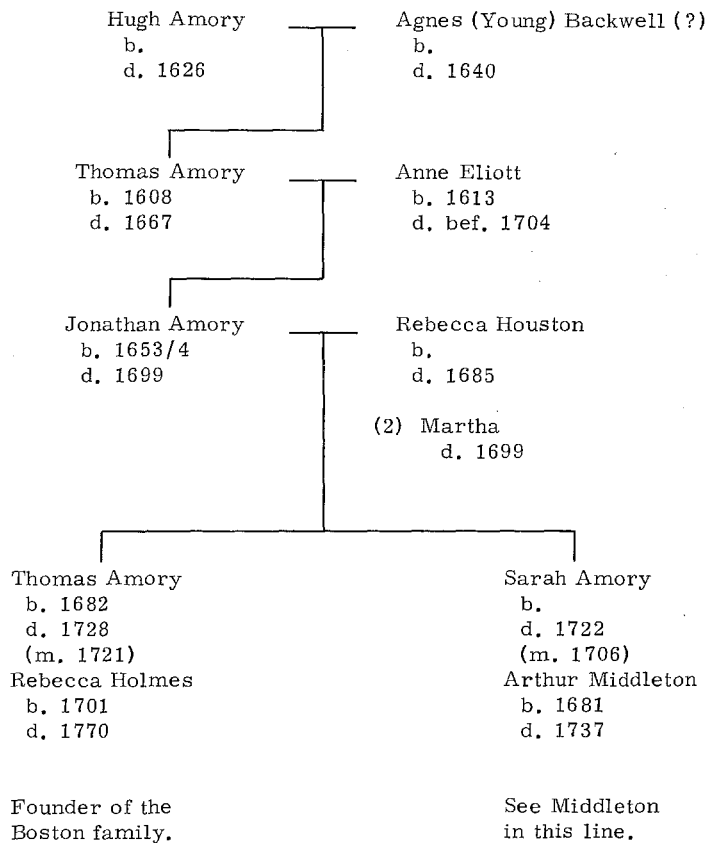 Hugh Amory
b.
d. 1626
Agnes (Young) Backwell (?)
b.
d. 1640
Thomas Amory
b. 1608
d. 1667
Anne Eliott
b. 1613
d. bef. 1704
Jonathan Amory
b. 1653/4
d. 1699
Rebecca Houston
b.
d. 1685
(2) Martha
d. 1699
Thomas Amory
b. 1682
d. 1728
(m. 1721)
Rebecca Holmes
b. 1701
d. 1770
Founder of the
Boston family.
Sarah Amory
b.
d. 1722
(m. 1706)
Arthur Middleton
b. 1681
d. 1737
See Middleton
in this line.